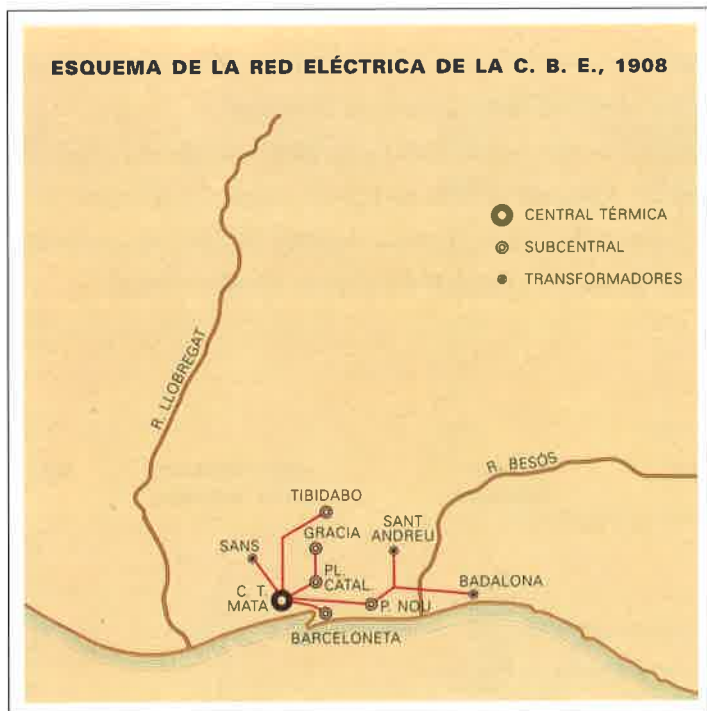 ESQUEMA DE LA RED ELÉCTRICA DE LA C. B. E., 1908
CENTRAL TÉRMICA
SUBCENTRAL
TRANSFORMADORES
R. LLOBREGAT
R. BESÓS
TIBIDABO
GRACIA
SANT
ANDREU
SANS
PL.
CATAL.
C. T.
MATA
BADALONA
P. NOU
BARCELONETA